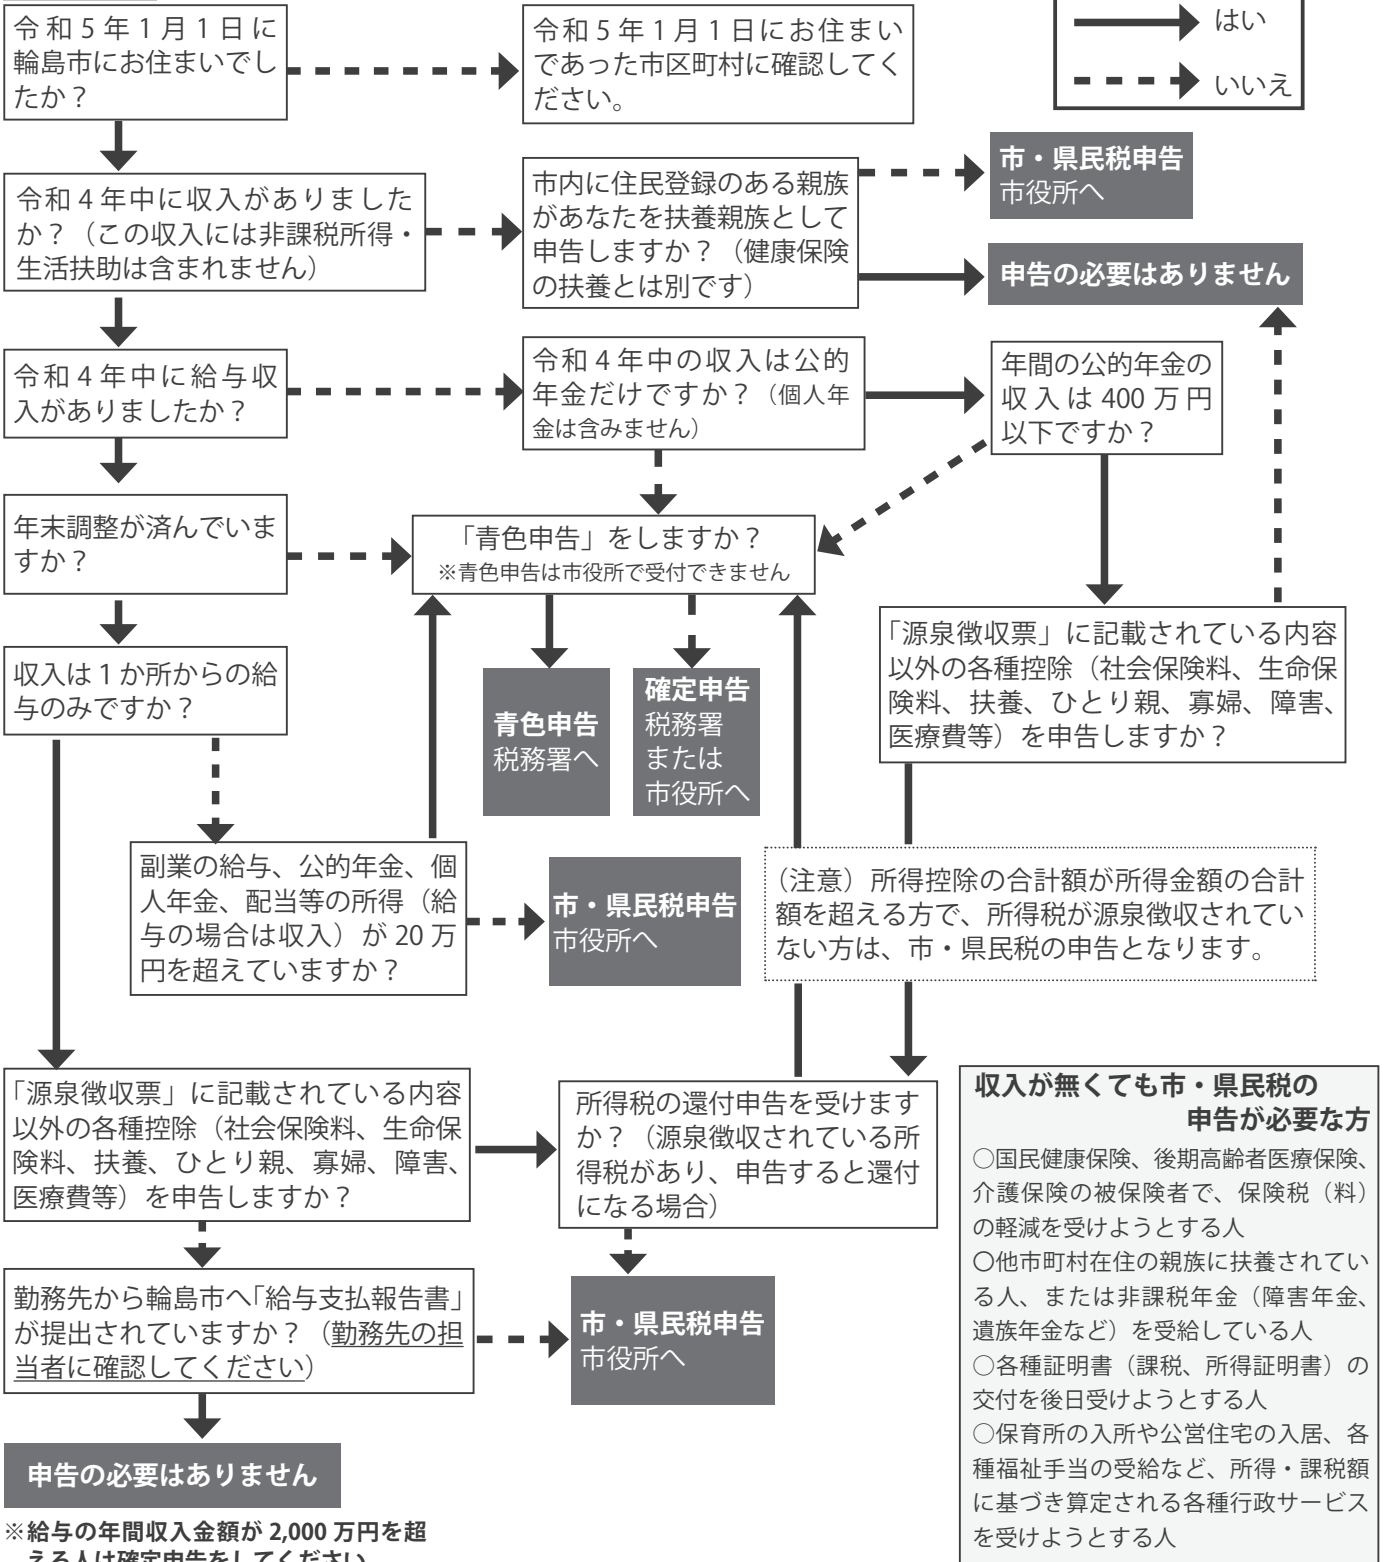 令和５年１月１日に
輪島市にお住まいでし
たか？
令和５年１月１日にお住まい
であった市区町村に確認してく
ださい。
はい
いいえ
令和４年中に収入がありました
か？（この収入には非課税所得・
生活扶助は含まれません）
市内に住民登録のある親族
があなたを扶養親族として
申告しますか？（健康保険
の扶養とは別です）
市・県民税申告
市役所へ
申告の必要はありません
令和４年中に給与収
入がありましたか？
令和４年中の収入は公的
年金だけですか？（個人年
金は含みません）
年間の公的年金の
収入は 400 万円
以下ですか？
年末調整が済んでいま
すか？
「青色申告」をしますか？
※青色申告は市役所で受付できません
収入は１か所からの給
与のみですか？
青色申告
税務署へ
確定申告
税務署
または
市役所へ
「源泉徴収票」に記載されている内容
以外の各種控除（社会保険料、生命保
険料、扶養、ひとり親、寡婦、障害、
医療費等）を申告しますか？
副業の給与、公的年金、個
人年金、配当等の所得（給
与の場合は収入）が 20 万
円を超えていますか？
市・県民税申告
市役所へ
（注意）所得控除の合計額が所得金額の合計
額を超える方で、所得税が源泉徴収されてい
ない方は、市・県民税の申告となります。
「源泉徴収票」に記載されている内容
以外の各種控除（社会保険料、生命保
険料、扶養、ひとり親、寡婦、障害、
医療費等）を申告しますか？
所得税の還付申告を受けます
か？（源泉徴収されている所
得税があり、申告すると還付
になる場合）
勤務先から輪島市へ「給与支払報告書」
が提出されていますか？（勤務先の担
当者に確認してください）
市・県民税申告
市役所へ
申告の必要はありません
※給与の年間収入金額が 2,000 万円を超
える人は確定申告をしてください
収入が無くても市・県民税の
申告が必要な方
○国民健康保険、後期高齢者医療保険、
介護保険の被保険者で、保険税（料）
の軽減を受けようとする人
〇他市町村在住の親族に扶養されてい
る人、または非課税年金（障害年金、
遺族年金など）を受給している人
○各種証明書（課税、所得証明書）の
交付を後日受けようとする人
○保育所の入所や公営住宅の入居、各
種福祉手当の受給など、所得・課税額
に基づき算定される各種行政サービス
を受けようとする人